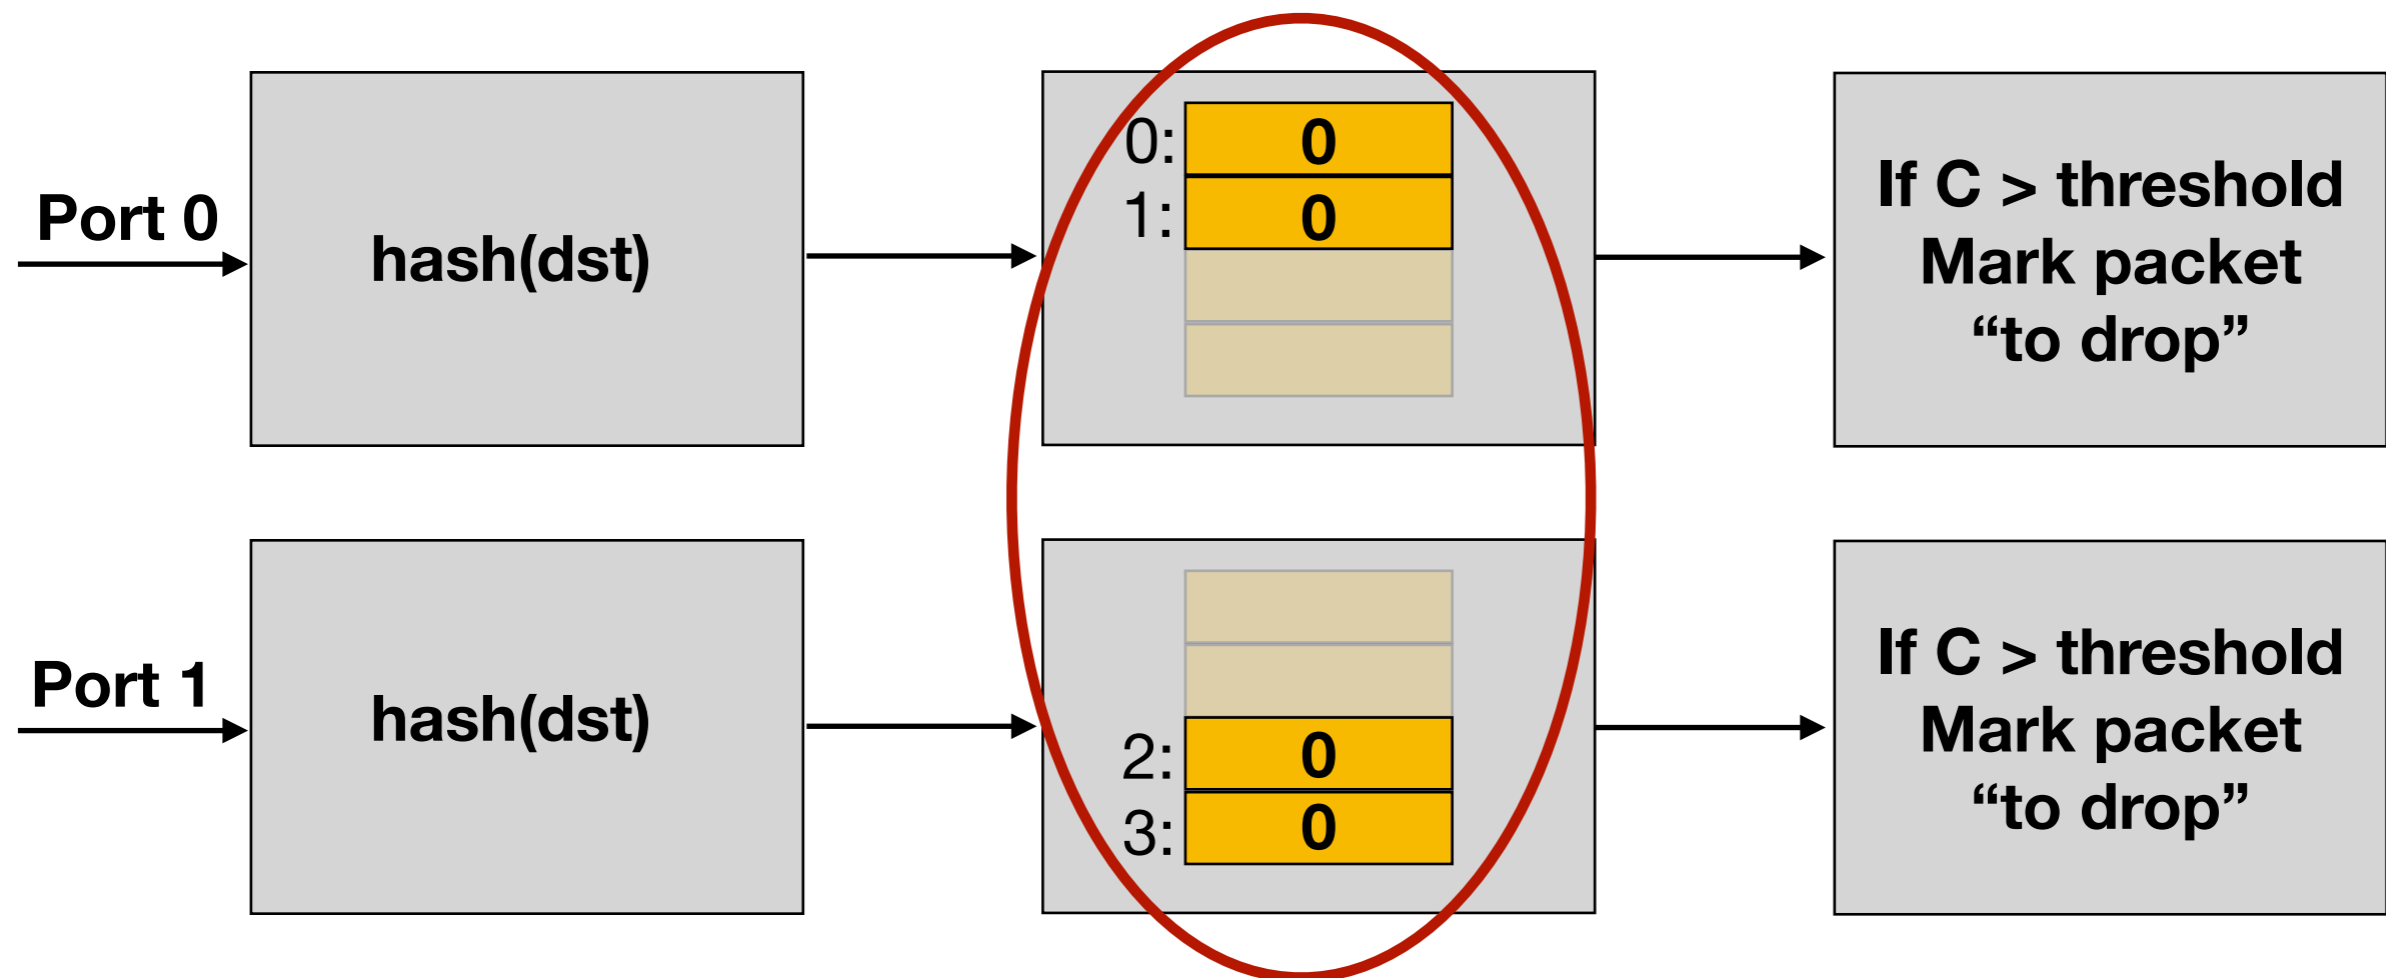 Port 0
hash(dst)
0: 0
1: 0
If C > threshold
Mark packet
“to drop”
Port 1
hash(dst)
2: 0
3: 0
If C > threshold
Mark packet
“to drop”